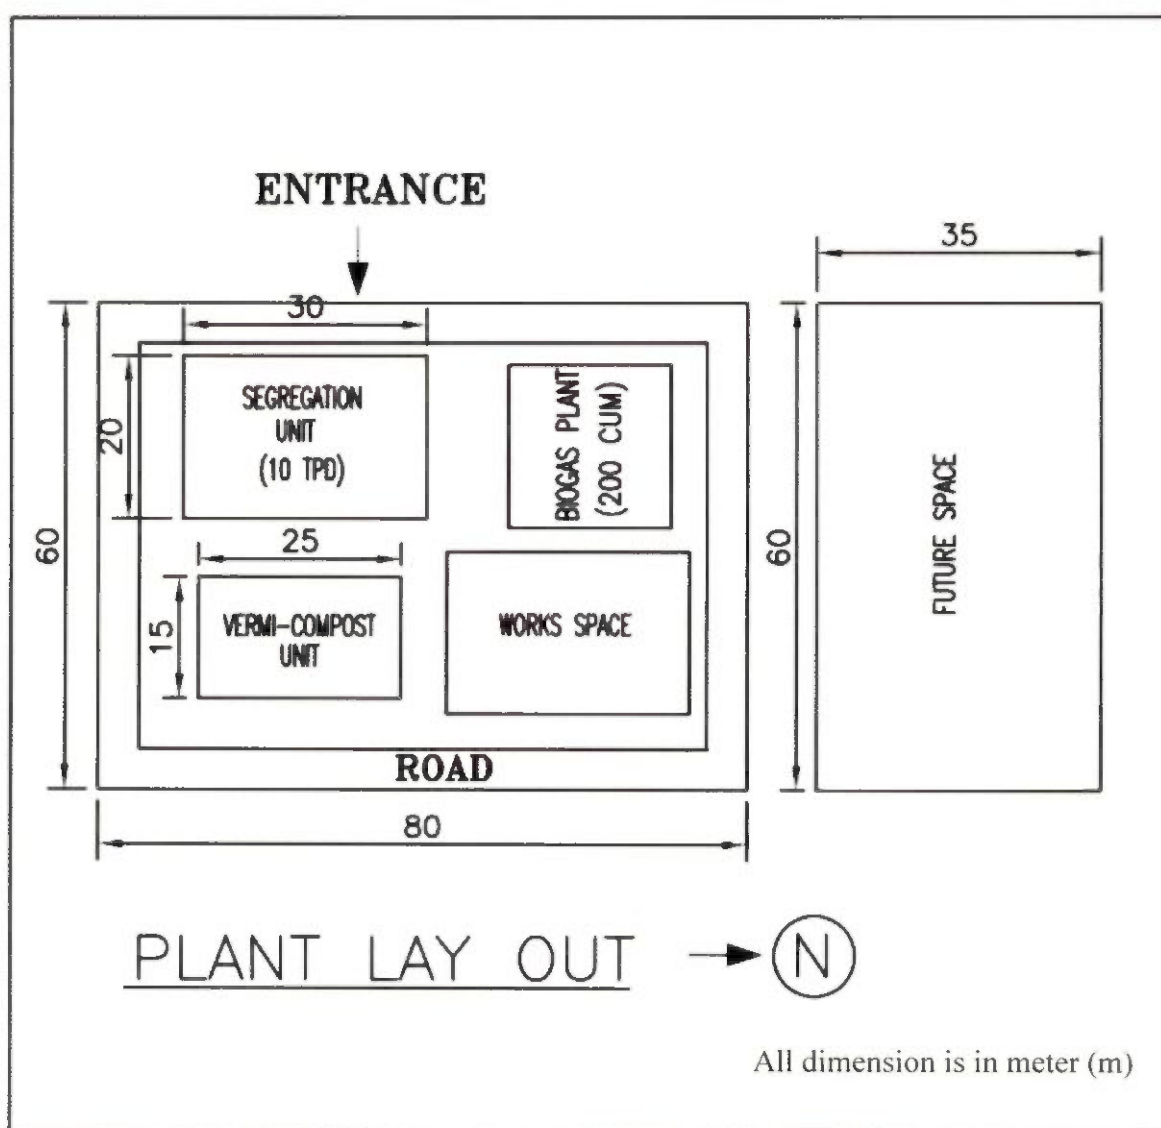 ENTRANCE
35
30
SEGREGATION
UNIT
(10 TPD)
20
BIOGAS PLANT
(200 CUM)
60
25
60
FUTURE SPACE
15
VERMI-COMPOST
UNIT
WORKS SPACE
ROAD
80
PLANT LAY OUT
N
All dimension is in meter (m)